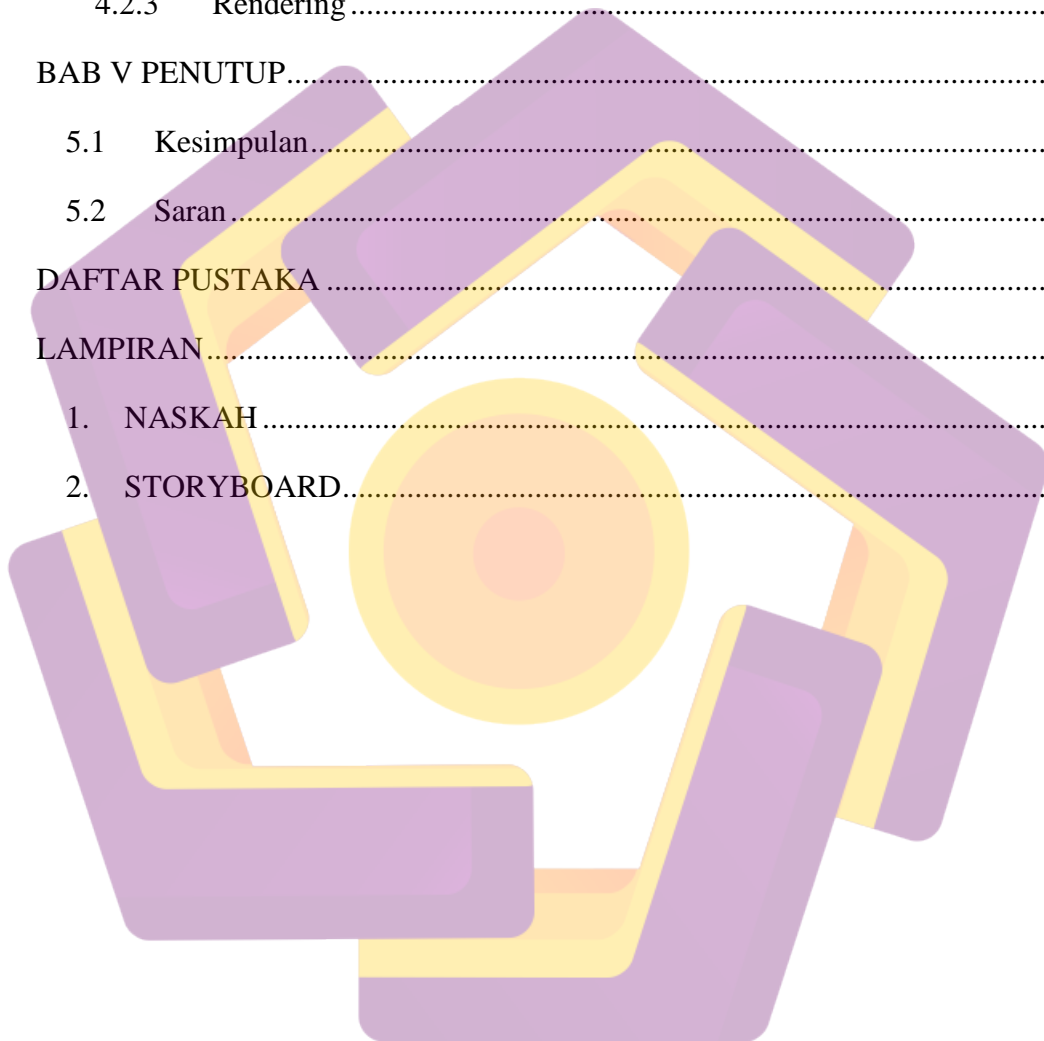 4.2.3 Rendering................................................................................
BAB V PENUTUP................................................................................
5.1 Kesimpulan................................................................................
5.2 Saran................................................................................
DAFTAR PUSTAKA................................................................................
LAMPIRAN................................................................................
1. NASKAH................................................................................
2. STORYBOARD................................................................................